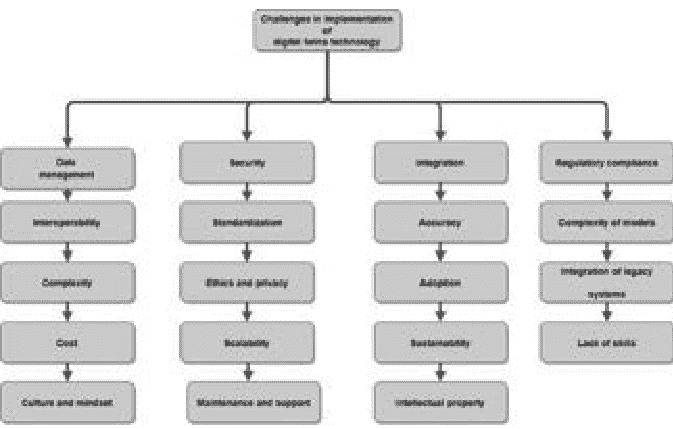 Challenges in implementation
of
digital twins technology
Data
management
Interoperability
Complexity
Cost
Culture and mindset
Security
Standardization
Ethics and privacy
Scalability
Maintenance and support
Integration
Accuracy
Adoption
Sustainability
Intellectual property
Regulatory compliance
Complexity of models
Integration of legacy
systems
Lack of skills